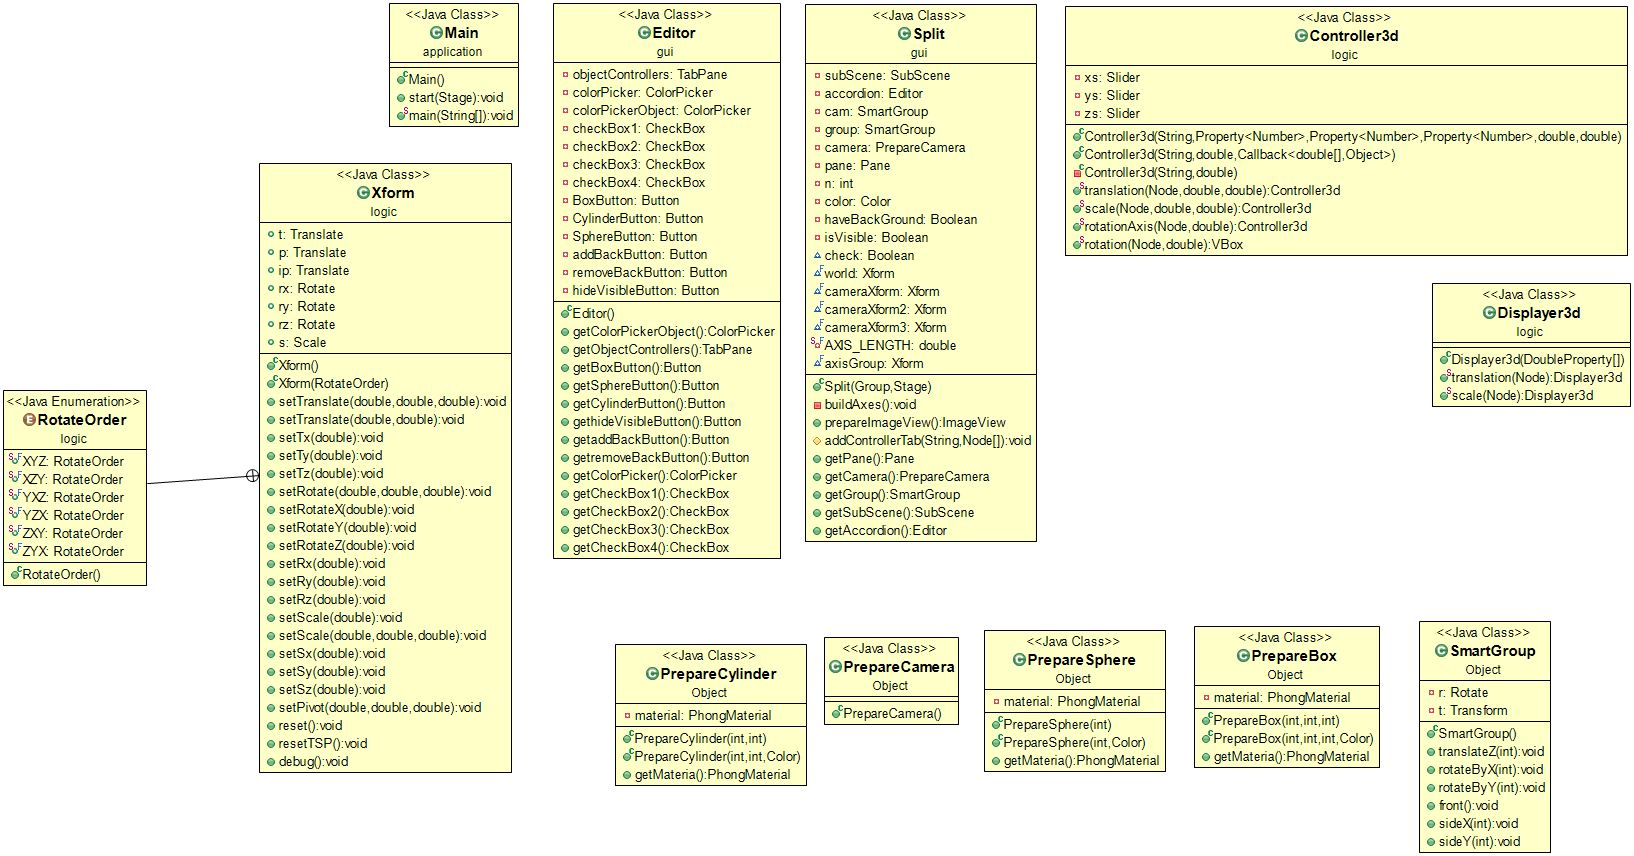 <<Java Class>>
Main
application
Main()
start(Stage):void
main(String[]):void
<<Java Class>>
Editor
gui
objectControllers: TabPane
colorPicker: ColorPicker
colorPickerObject: ColorPicker
checkBox1: CheckBox
checkBox2: CheckBox
checkBox3: CheckBox
checkBox4: CheckBox
BoxButton: Button
CylinderButton: Button
SphereButton: Button
addBackButton: Button
removeBackButton: Button
hideVisibleButton: Button
Editor()
getColorPickerObject():ColorPicker
getObjectControllers():TabPane
getBoxButton():Button
getSphereButton():Button
getCylinderButton():Button
gethideVisibleButton():Button
getaddBackButton():Button
getremoveBackButton():Button
getColorPicker():ColorPicker
getCheckBox1():CheckBox
getCheckBox2():CheckBox
getCheckBox3():CheckBox
getCheckBox4():CheckBox
<<Java Class>>
Split
gui
subScene: SubScene
accordion: Editor
cam: SmartGroup
group: SmartGroup
camera: PrepareCamera
pane: Pane
n: int
color: Color
haveBackGround: Boolean
isVisible: Boolean
check: Boolean
world: Xform
cameraXform: Xform
cameraXform2: Xform
cameraXform3: Xform
AXIS_LENGTH: double
axisGroup: Xform
Split(Group,Stage)
buildAxes():void
prepareImageView():ImageView
addControllerTab(String,Node[]):void
getPane():Pane
getCamera():PrepareCamera
getGroup():SmartGroup
getSubScene():SubScene
getAccordion():Editor
<<Java Class>>
Controller3d
logic
xs: Slider
ys: Slider
zs: Slider
Controller3d(String,Property<Number>,Property<Number>,Property<Number>,double,double)
Controller3d(String,double,Callback<double[],Object>)
Controller3d(String,double)
translation(Node,double,double):Controller3d
scale(Node,double,double):Controller3d
rotationAxis(Node,double):Controller3d
rotation(Node,double):VBox
<<Java Class>>
Xform
logic
t: Translate
p: Translate
ip: Translate
rx: Rotate
ry: Rotate
rz: Rotate
s: Scale
Xform()
Xform(RotateOrder)
setTranslate(double,double,double):void
setTranslate(double,double):void
setTx(double):void
setTy(double):void
setTz(double):void
setRotate(double,double,double):void
setRotateX(double):void
setRotateY(double):void
setRotateZ(double):void
setRx(double):void
setRy(double):void
setRz(double):void
setScale(double):void
setScale(double,double,double):void
setSx(double):void
setSy(double):void
setSz(double):void
setPivot(double,double,double):void
reset():void
resetTSP():void
debug():void
<<Java Class>>
Displayer3d
logic
Displayer3d(DoubleProperty[])
translation(Node):Displayer3d
scale(Node):Displayer3d
<<Java Enumeration>>
RotateOrder
logic
XYZ: RotateOrder
XZY: RotateOrder
YXZ: RotateOrder
YZX: RotateOrder
ZXY: RotateOrder
ZYX: RotateOrder
RotateOrder()
<<Java Class>>
PrepareCylinder
Object
material: PhongMaterial
PrepareCylinder(int,int)
PrepareCylinder(int,int,Color)
getMateria():PhongMaterial
<<Java Class>>
PrepareCamera
Object
PrepareCamera()
<<Java Class>>
PrepareSphere
Object
material: PhongMaterial
PrepareSphere(int)
PrepareSphere(int,Color)
getMateria():PhongMaterial
<<Java Class>>
PrepareBox
Object
material: PhongMaterial
PrepareBox(int,int,int)
PrepareBox(int,int,int,Color)
getMateria():PhongMaterial
<<Java Class>>
SmartGroup
Object
r: Rotate
t: Transform
SmartGroup()
translateZ(int):void
rotateByX(int):void
rotateByY(int):void
front():void
sideX(int):void
sideY(int):void